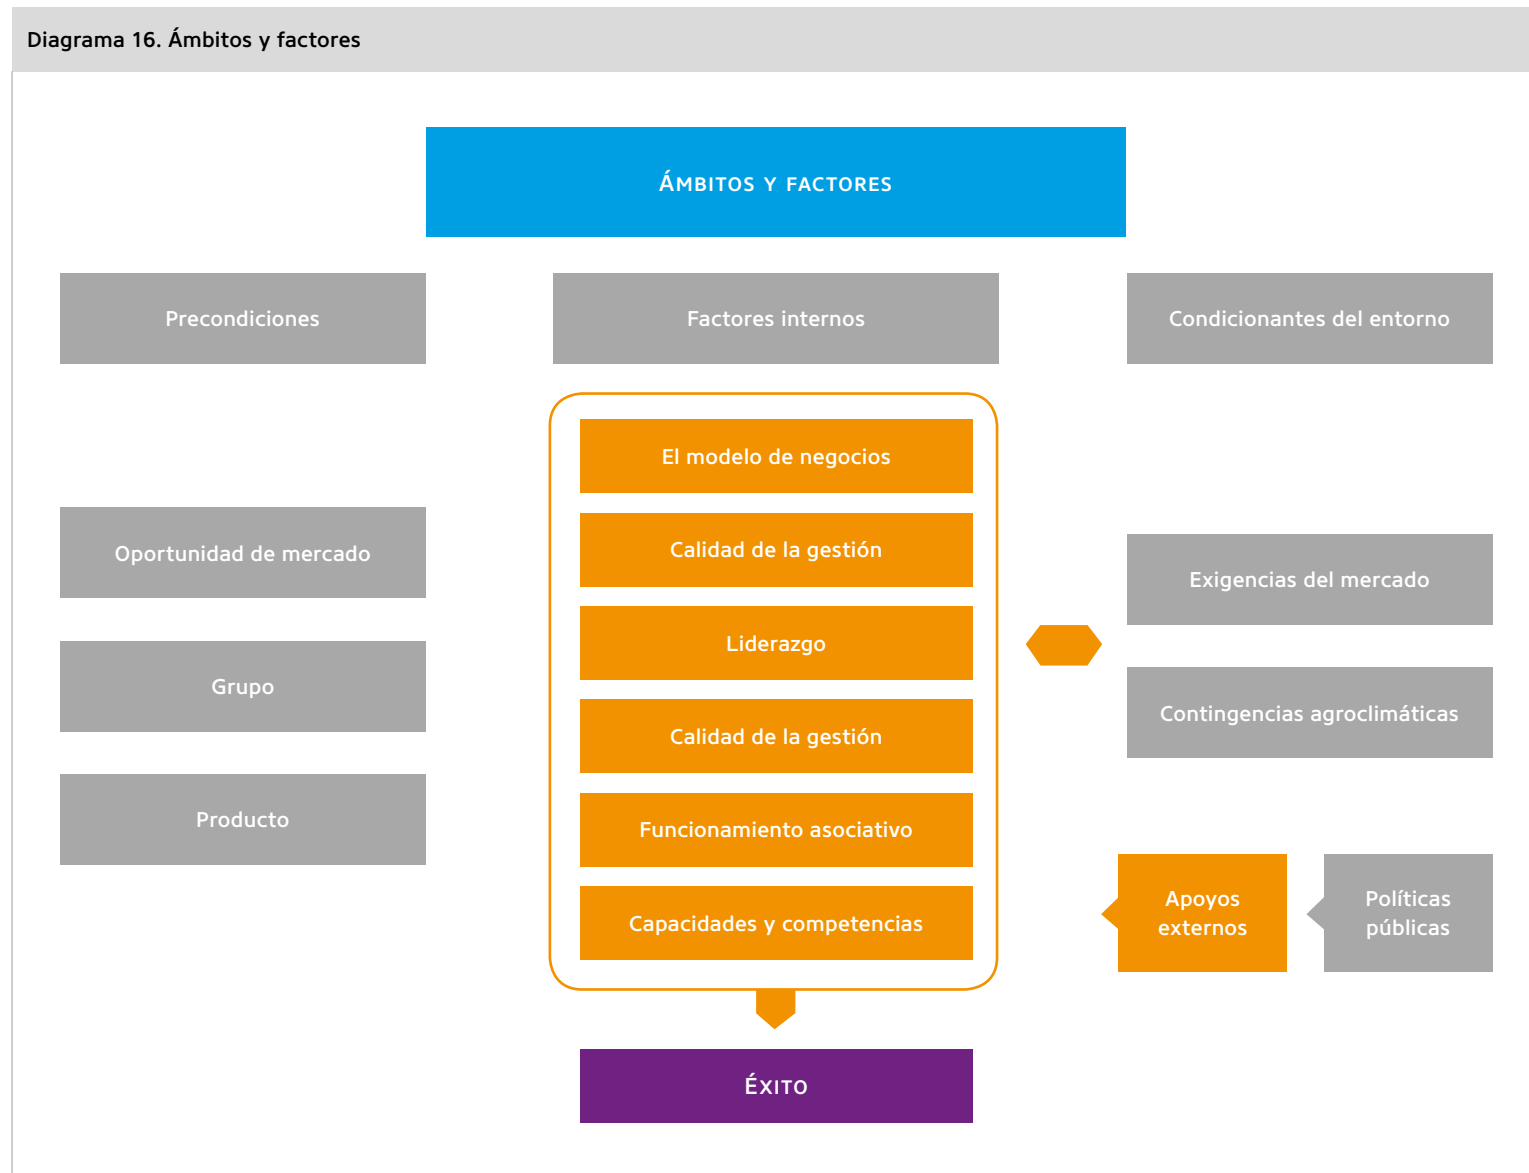 Diagrama 16. Ámbitos y factores
ÁMBITOS Y FACTORES
Precondiciones
Factores internos
Condicionantes del entorno
Oportunidad de mercado
Grupo
Producto
El modelo de negocios
Calidad de la gestión
Liderazgo
Calidad de la gestión
Funcionamiento asociativo
Capacidades y competencias
Exigencias del mercado
Contingencias agroclimáticas
Apoyos
externos
Políticas
públicas
ÉXITO